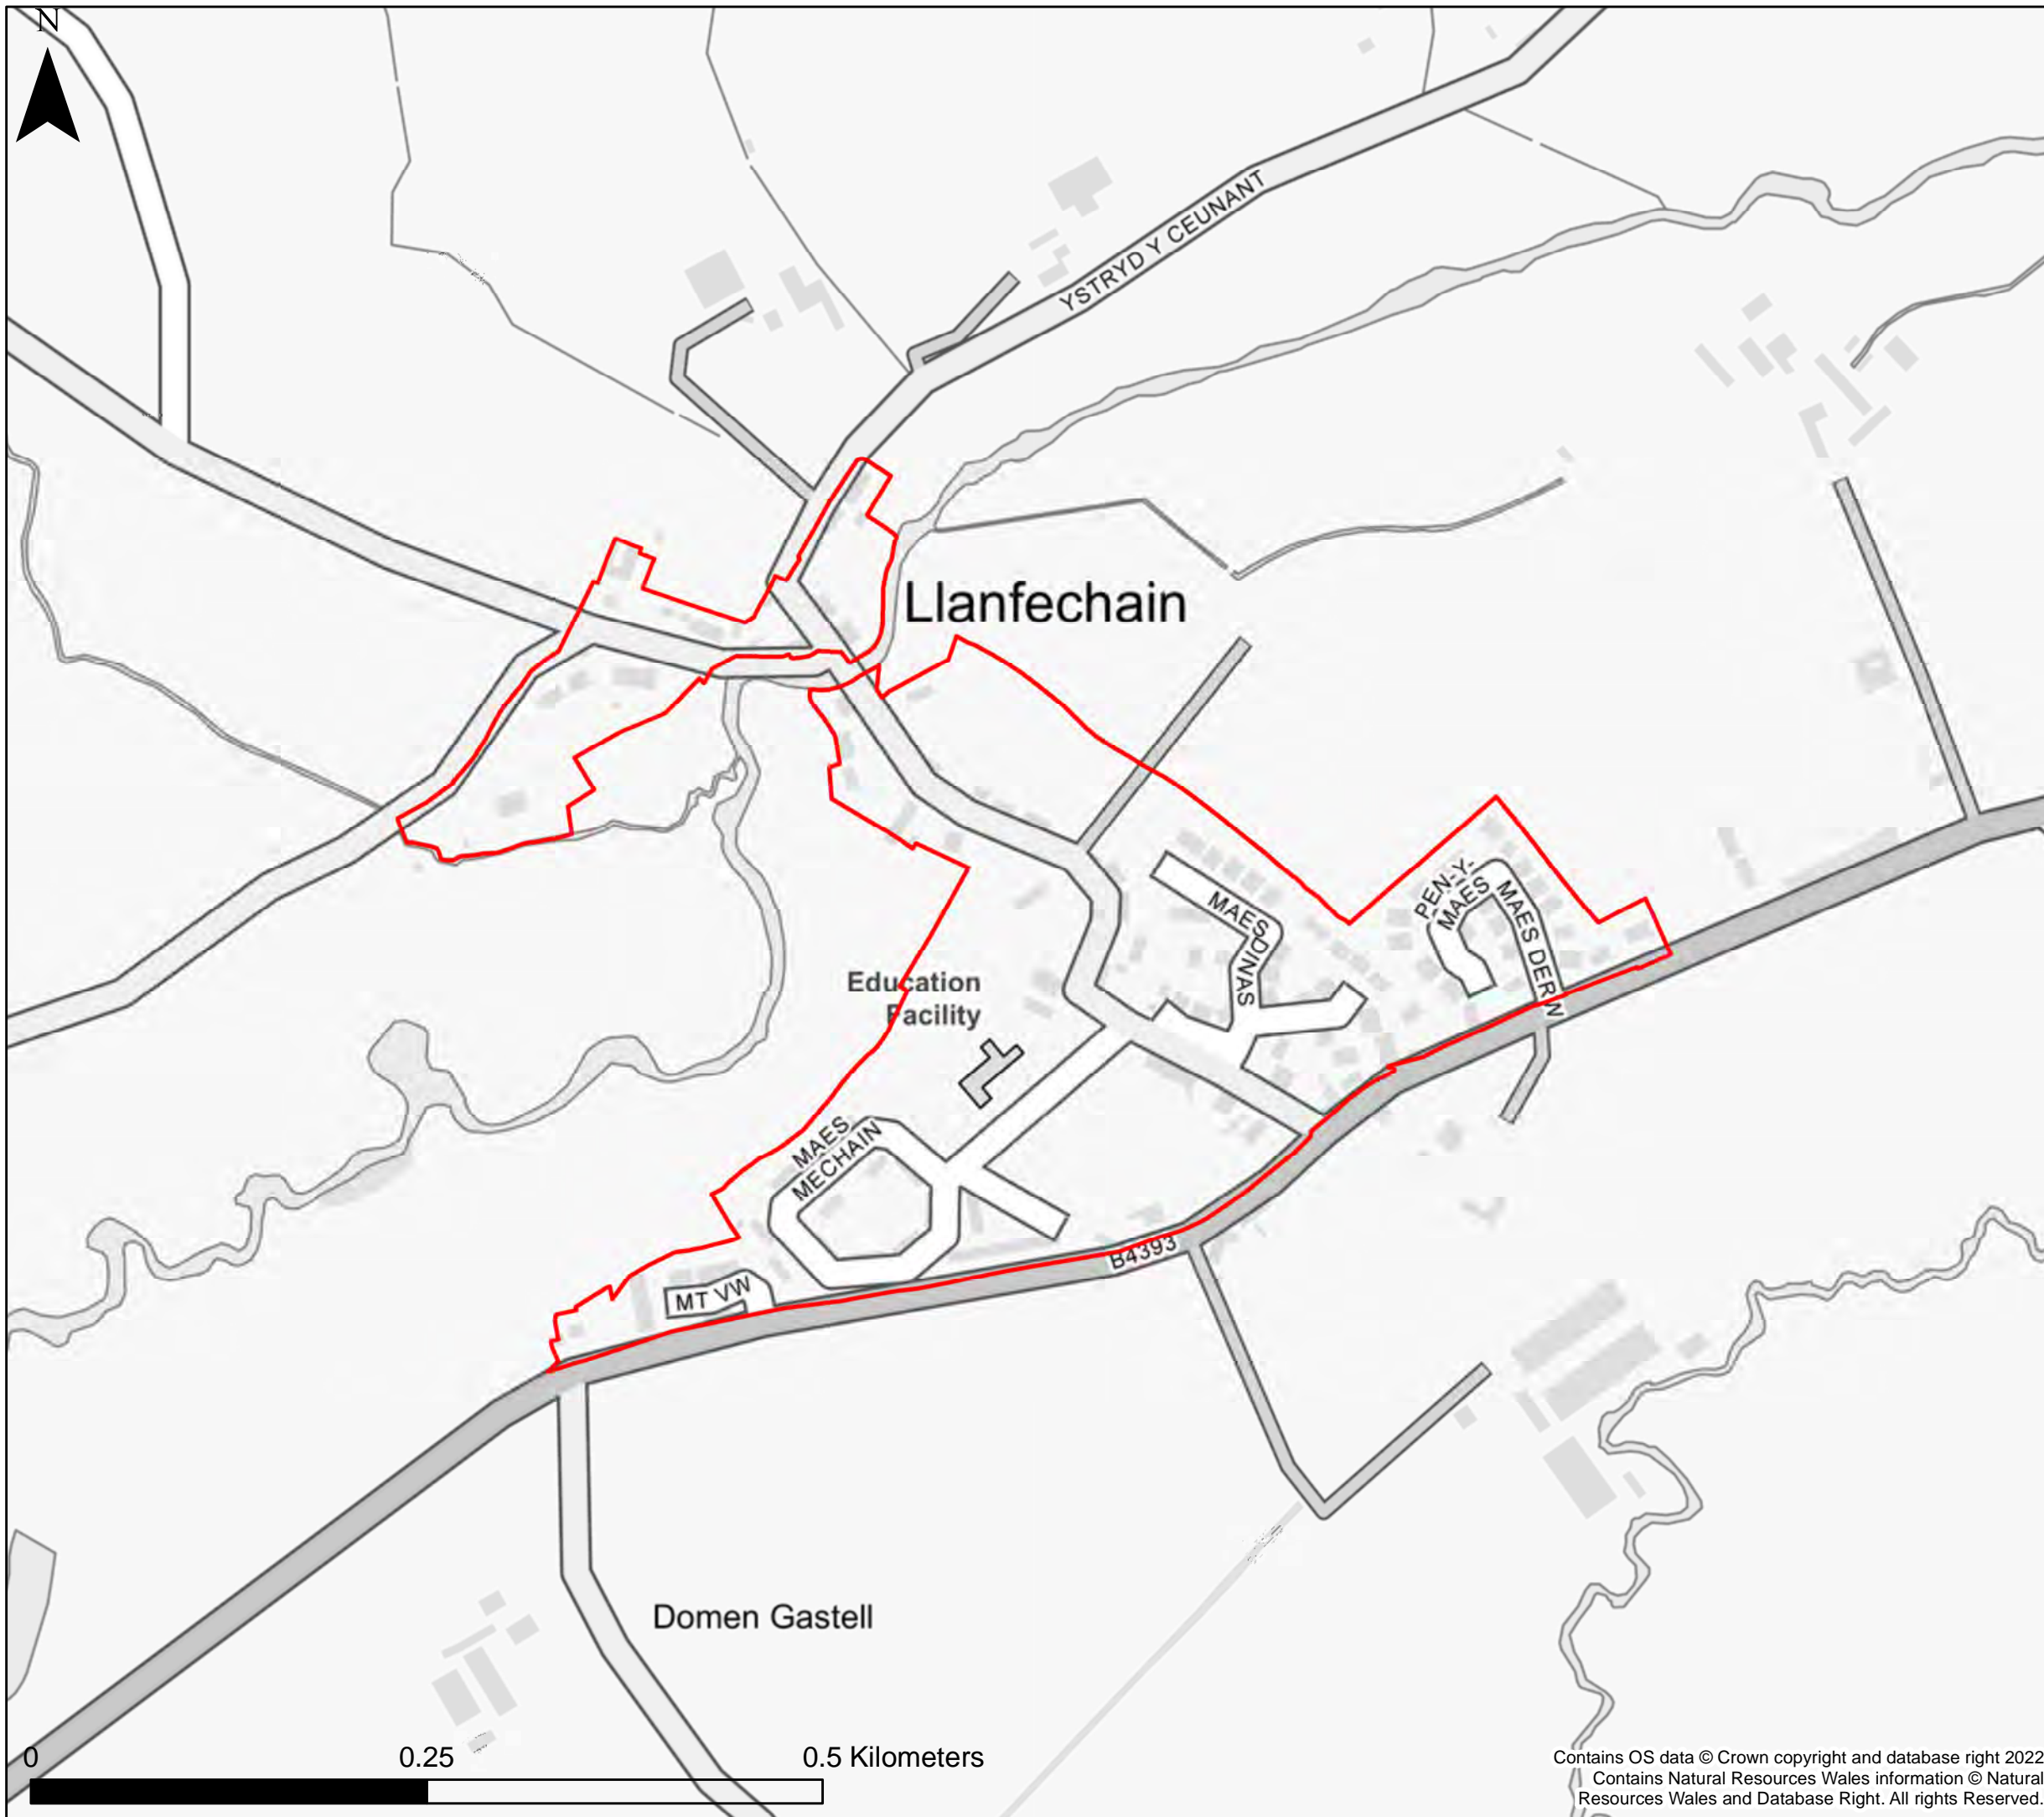 N
YSTRYD Y CEUNANT
Llanfechain
PEN-Y-
MAES
MAES DERW
MAES
DINAS
Education
Facility
MAES
MECHAIN
B4393
MT VW
Domen Gastell
0
0.25
0.5 Kilometers
Contains OS data © Crown copyright and database right 2022
Contains Natural Resources Wales information © Natural
Resources Wales and Database Right. All rights Reserved.